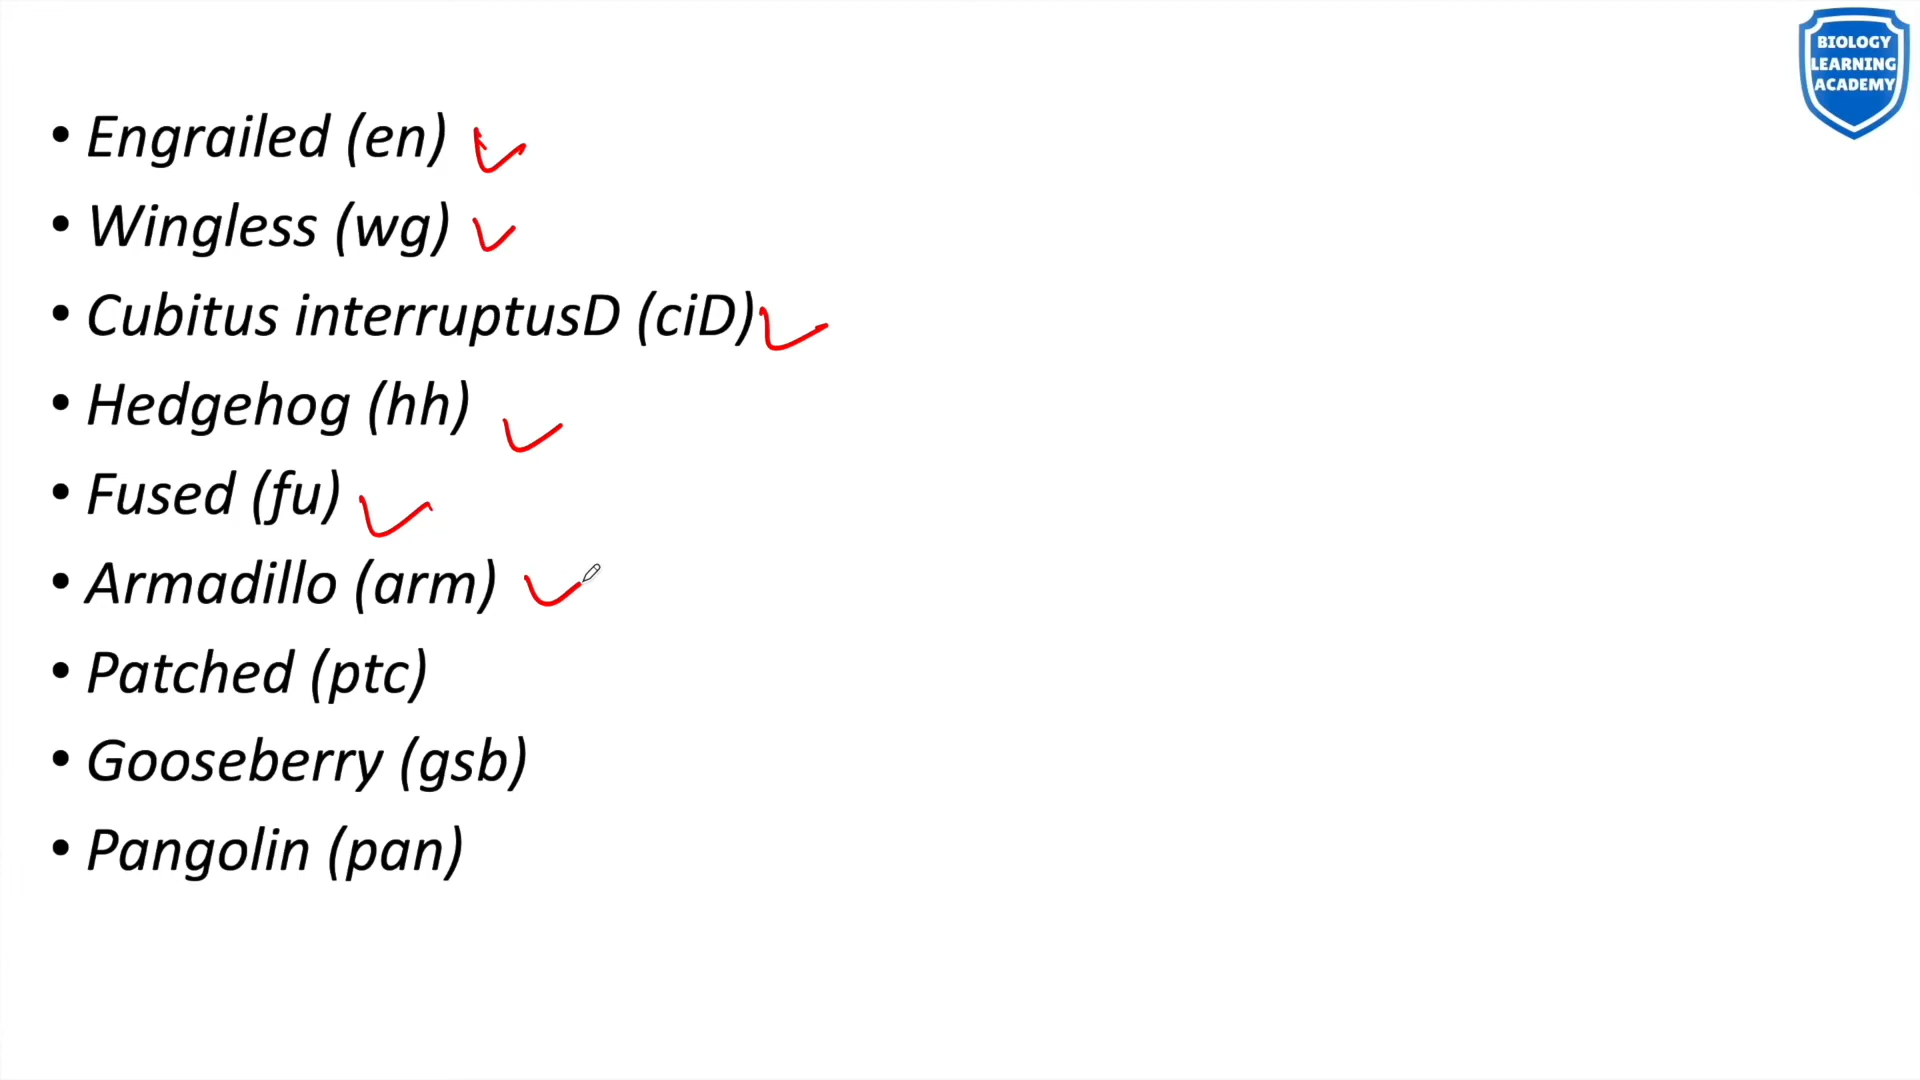 BIOLOGY
LEARNING
ACADEMY
• Engrailed (en)
• Wingless (wg)
• Cubitus interruptusD (ciD)
• Hedgehog (hh)
• Fused (fu)
• Armadillo (arm)
• Patched (ptc)
• Gooseberry (gsb)
• Pangolin (pan)